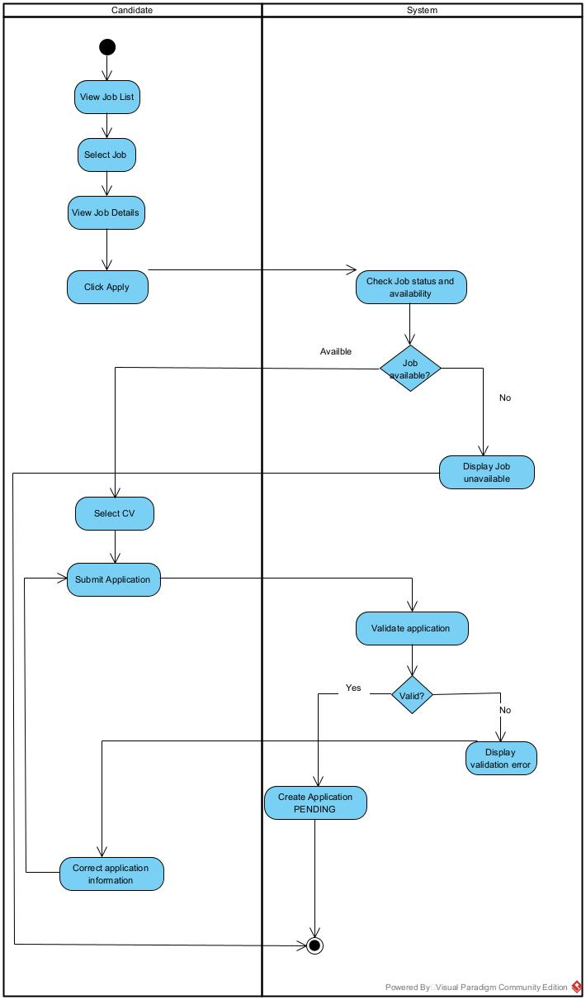 Candidate
System
View Job List
Select Job
View Job Details
Click Apply
Check Job status and
availability
Availble
Job
available?
No
Display Job
unavailable
Select CV
Submit Application
Validate application
Yes
Valid?
No
Display
validation error
Create Application
PENDING
Correct application
information
Powered By Visual Paradigm Community Edition